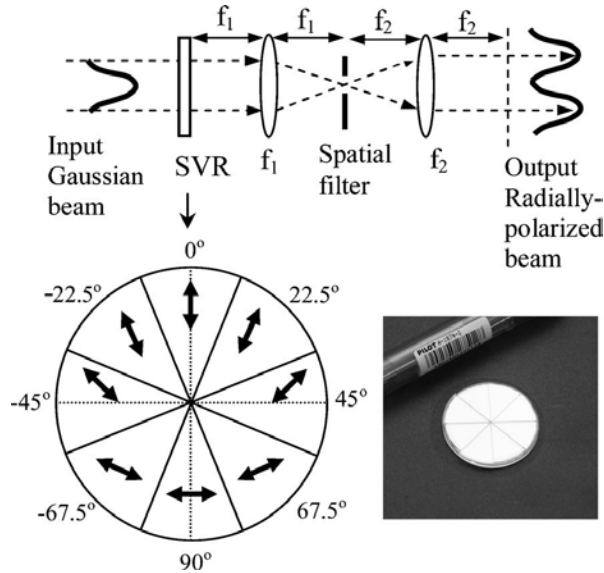 f₁ f₁ f₂ f₂
Input
Gaussian
beam
SVR
f₁
Spatial
filter
f₂
Output
Radially-
polarized
beam
0º
-22.5º 22.5º
-45º 45º
-67.5º 67.5º
90º
PILOT